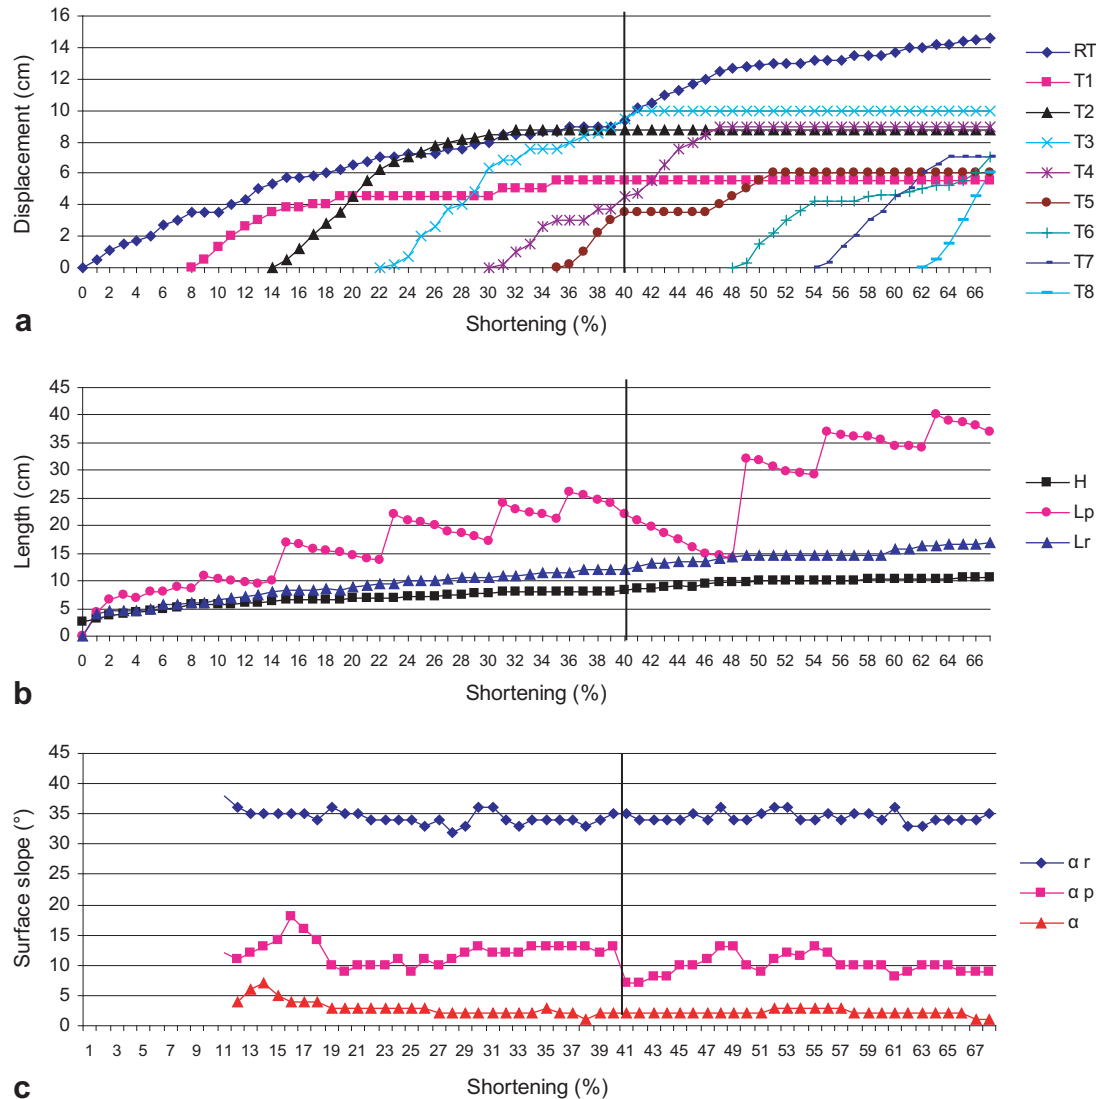 16
14
12
10
8
6
4
2
0
Displacement (cm)
0 2 4 6 8 10 12 14 16 18 20 22 24 26 28 30 32 34 36 38 40 42 44 46 48 50 52 54 56 58 60 62 64 66
Shortening (%)
RT
T1
T2
T3
T4
T5
T6
T7
T8
a
45
40
35
30
25
20
15
10
5
0
Length (cm)
0 2 4 6 8 10 12 14 16 18 20 22 24 26 28 30 32 34 36 38 40 42 44 46 48 50 52 54 56 58 60 62 64 66
Shortening (%)
H
Lp
Lr
b
45
40
35
30
25
20
15
10
5
0
Surface slope (°)
1 3 5 7 9 11 13 15 17 19 21 23 25 27 29 31 33 35 37 39 41 43 45 47 49 51 53 55 57 59 61 63 65 67
Shortening (%)
α r
α p
α
c